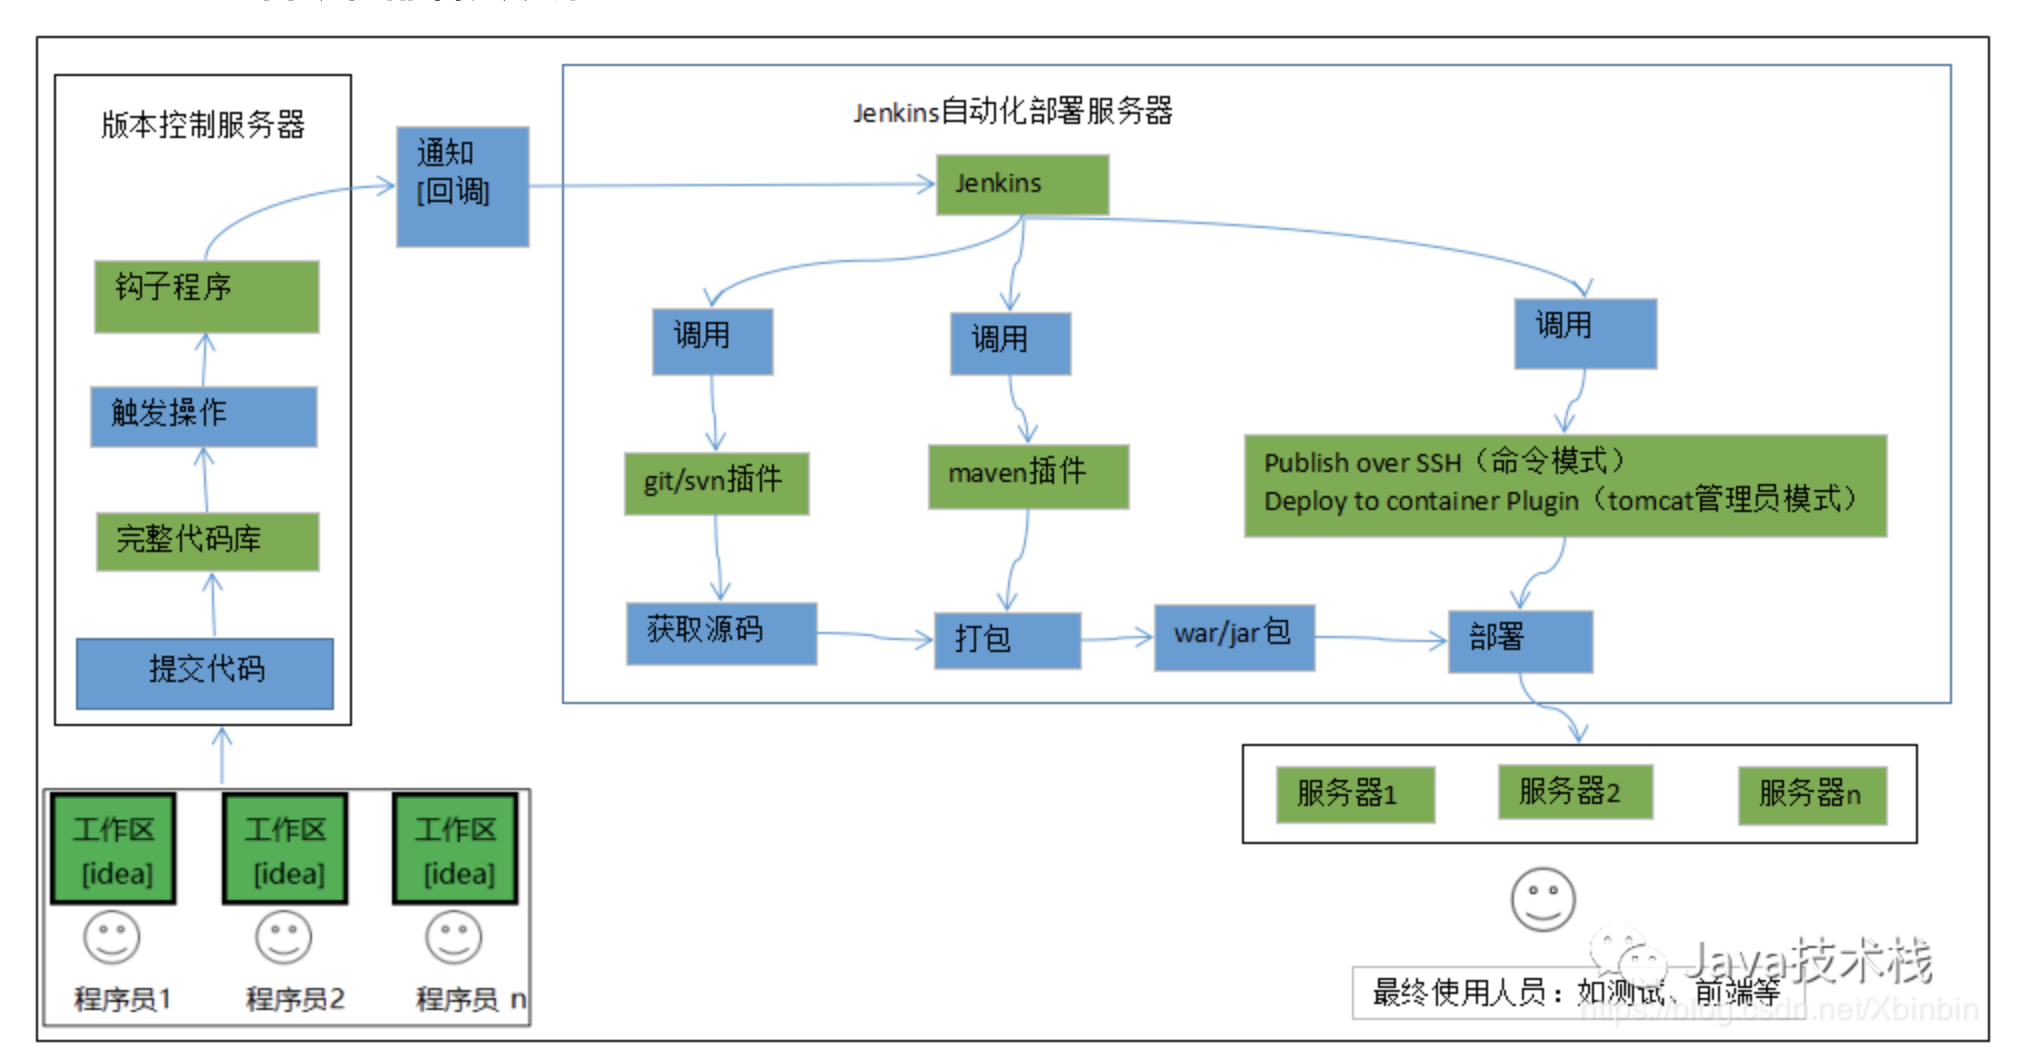 版本控制服务器
通知
[回调]
钩子程序
触发操作
完整代码库
提交代码
工作区
[idea]
工作区
[idea]
工作区
[idea]
程序员1
程序员2
程序员 n
Jenkins自动化部署服务器
Jenkins
调用
调用
调用
git/svn插件
maven插件
Publish over SSH（命令模式）
Deploy to container Plugin（tomcat管理员模式）
获取源码
打包
war/jar包
部署
服务器1
服务器2
服务器n
Java技术栈
最终使用人员：如测试、前端等
https://blog.csdn.net/Xbinbin